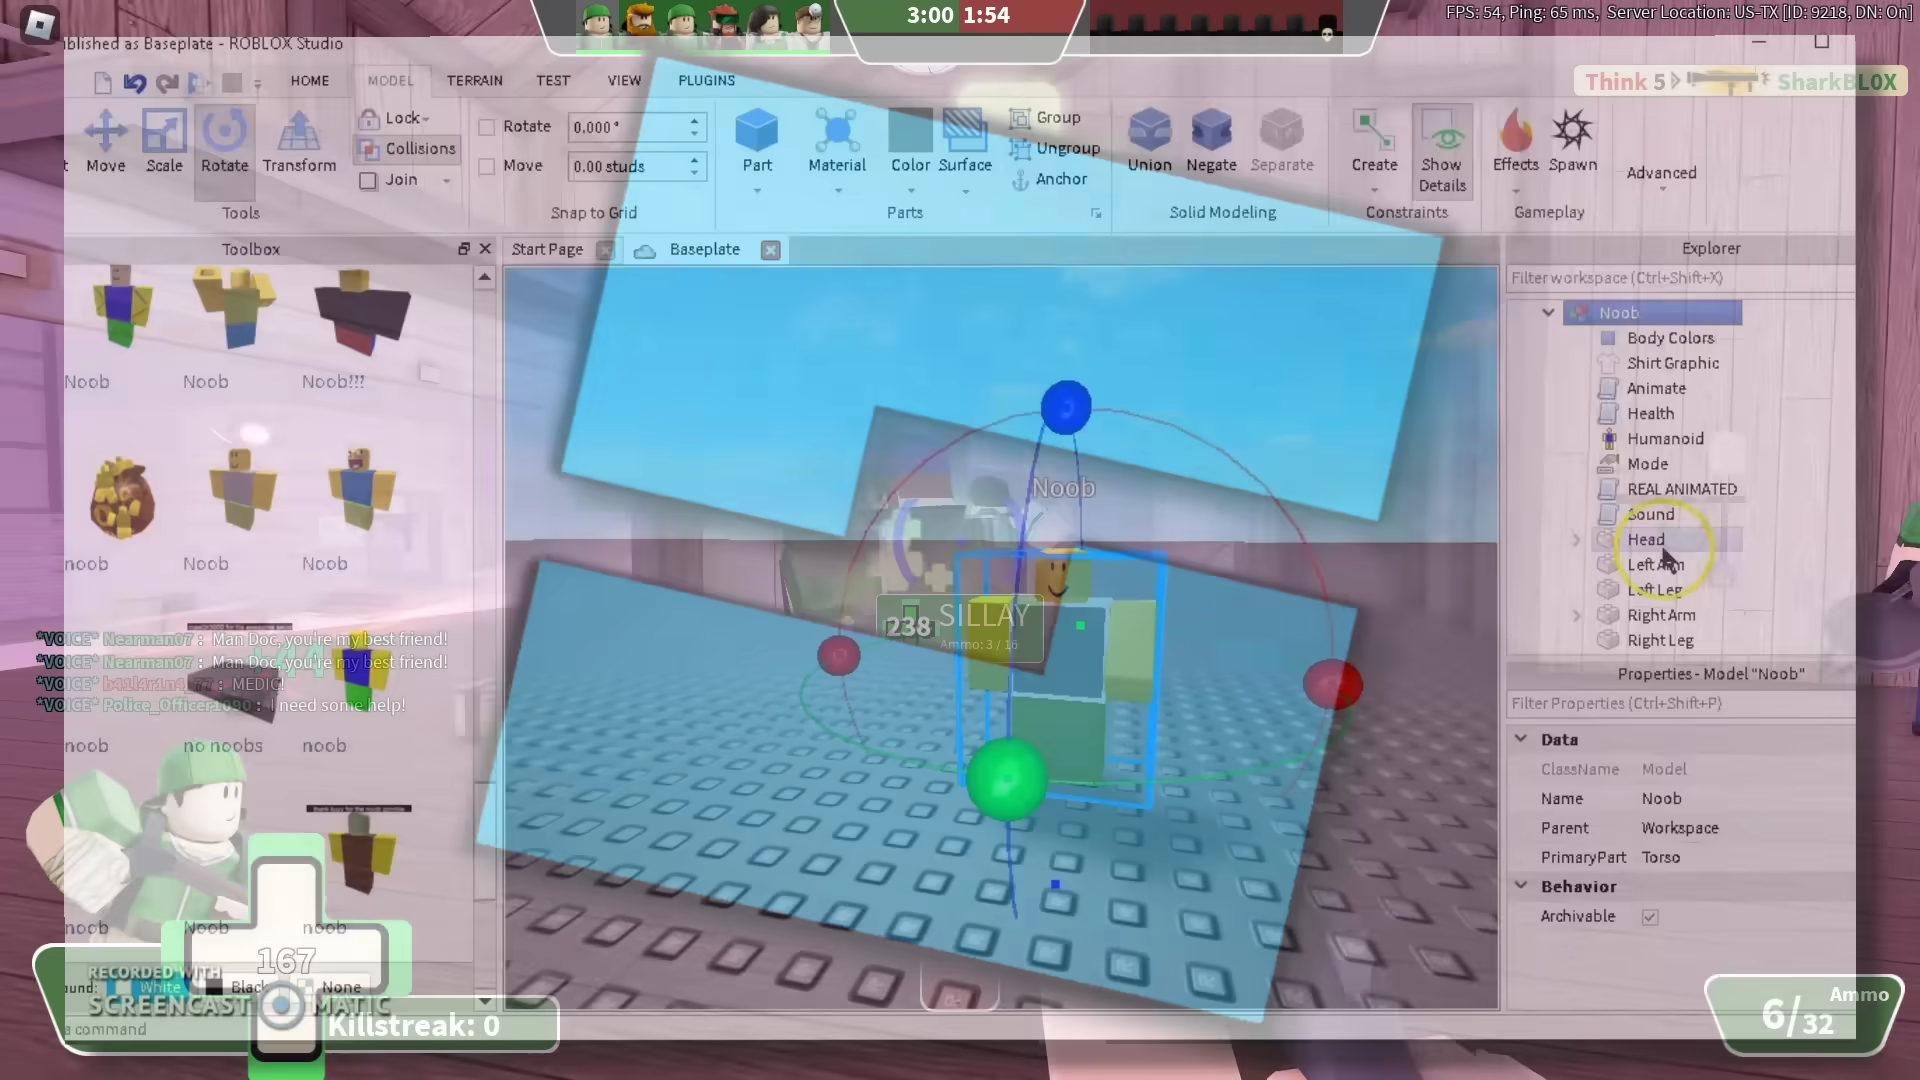 3:00 1:54
FPS: 54, Ping: 65 ms, Server Location: US-TX [ID: 9218, DN: On]
blished as Baseplate - ROBLOX Studio
HOME MODEL TERRAIN TEST VIEW PLUGINS
Think 5 SharkBLOX
Move Scale Rotate Transform
Lock
Collisions
Join
Rotate 0.000 °
Move 0.00 studs
Part Material Color Surface
Group
Ungroup
Anchor
Union Negate Separate
Create Show Details
Effects Spawn
Advanced
Tools Snap to Grid Parts Solid Modeling Constraints Gameplay
Toolbox
Start Page Baseplate
Explorer
Filter workspace (Ctrl+Shift+X)
Noob
Body Colors
Shirt Graphic
Animate
Health
Humanoid
Mode
REAL ANIMATED
Sound
Head
Left Arm
Left Leg
Right Arm
Right Leg
Noob Noob Noob!!!
noob Noob Noob
Noob
238 SILLAY
Ammo: 3 / 16
*VOICE* Nearman07 : Man Doc, you're my best friend!
*VOICE* Nearman07 : Man Doc, you're my best friend!
MEDIC!
I need some help!
noob no noobs noob
noob Noob noob
Properties - Model "Noob"
Filter Properties (Ctrl+Shift+P)
Data
ClassName Model
Name Noob
Parent Workspace
PrimaryPart Torso
Behavior
Archivable
167
RECORDED WITH
SCREENCAST MATIC
und: White Black None
a command
Killstreak: 0
Ammo
6/32